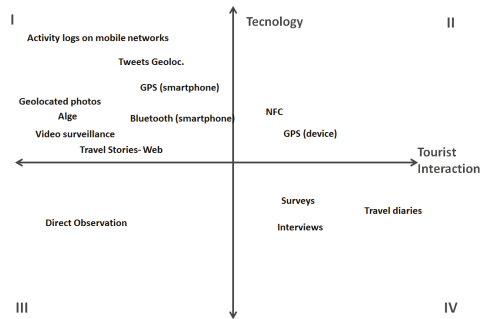 I
II
Tecnology
Activity logs on mobile networks
Tweets Geoloc.
GPS (smartphone)
Geolocated photos
NFC
Alge
Bluetooth (smartphone)
Video surveillance
GPS (device)
Travel Stories- Web
Tourist
Interaction
Surveys
Travel diaries
Direct Observation
Interviews
III
IV